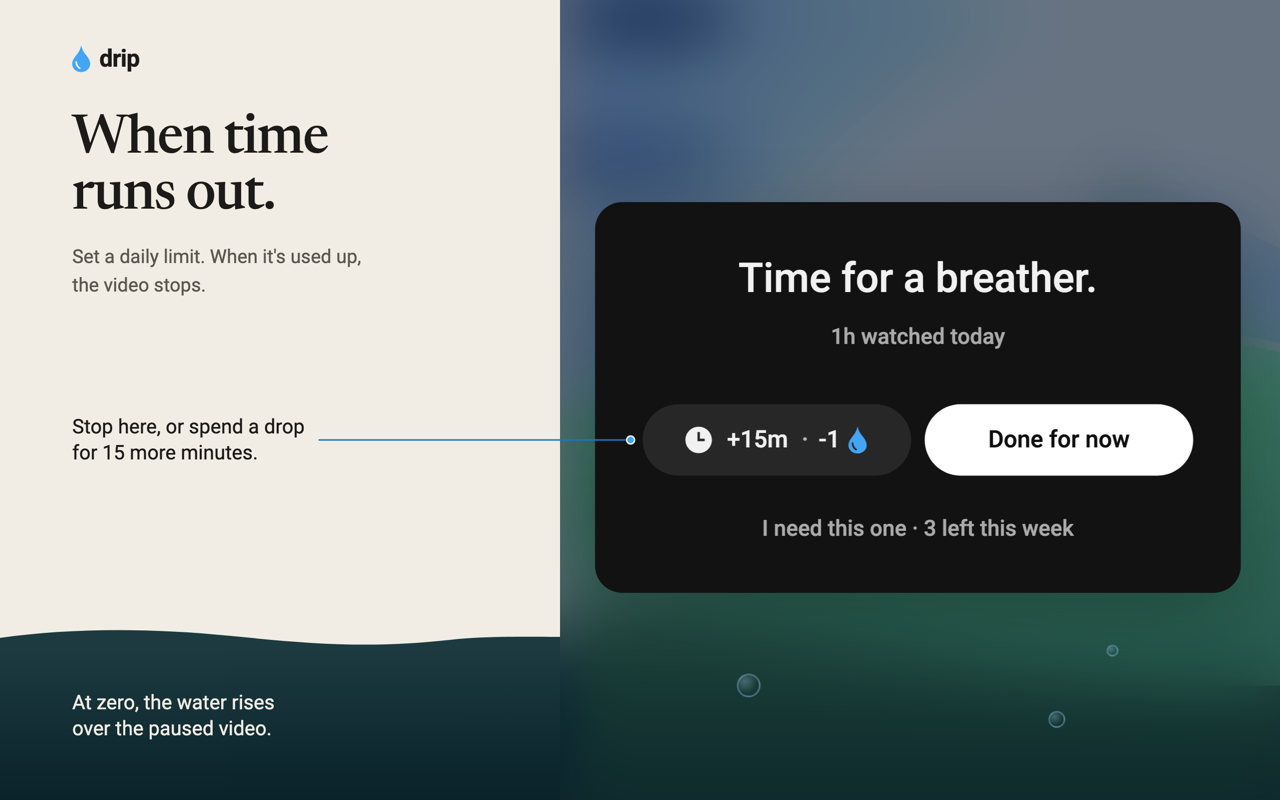 drip
When time
runs out.
Set a daily limit. When it's used up,
the video stops.
Stop here, or spend a drop
for 15 more minutes.
At zero, the water rises
over the paused video.
Time for a breather.
1h watched today
+15m · -1
Done for now
I need this one · 3 left this week